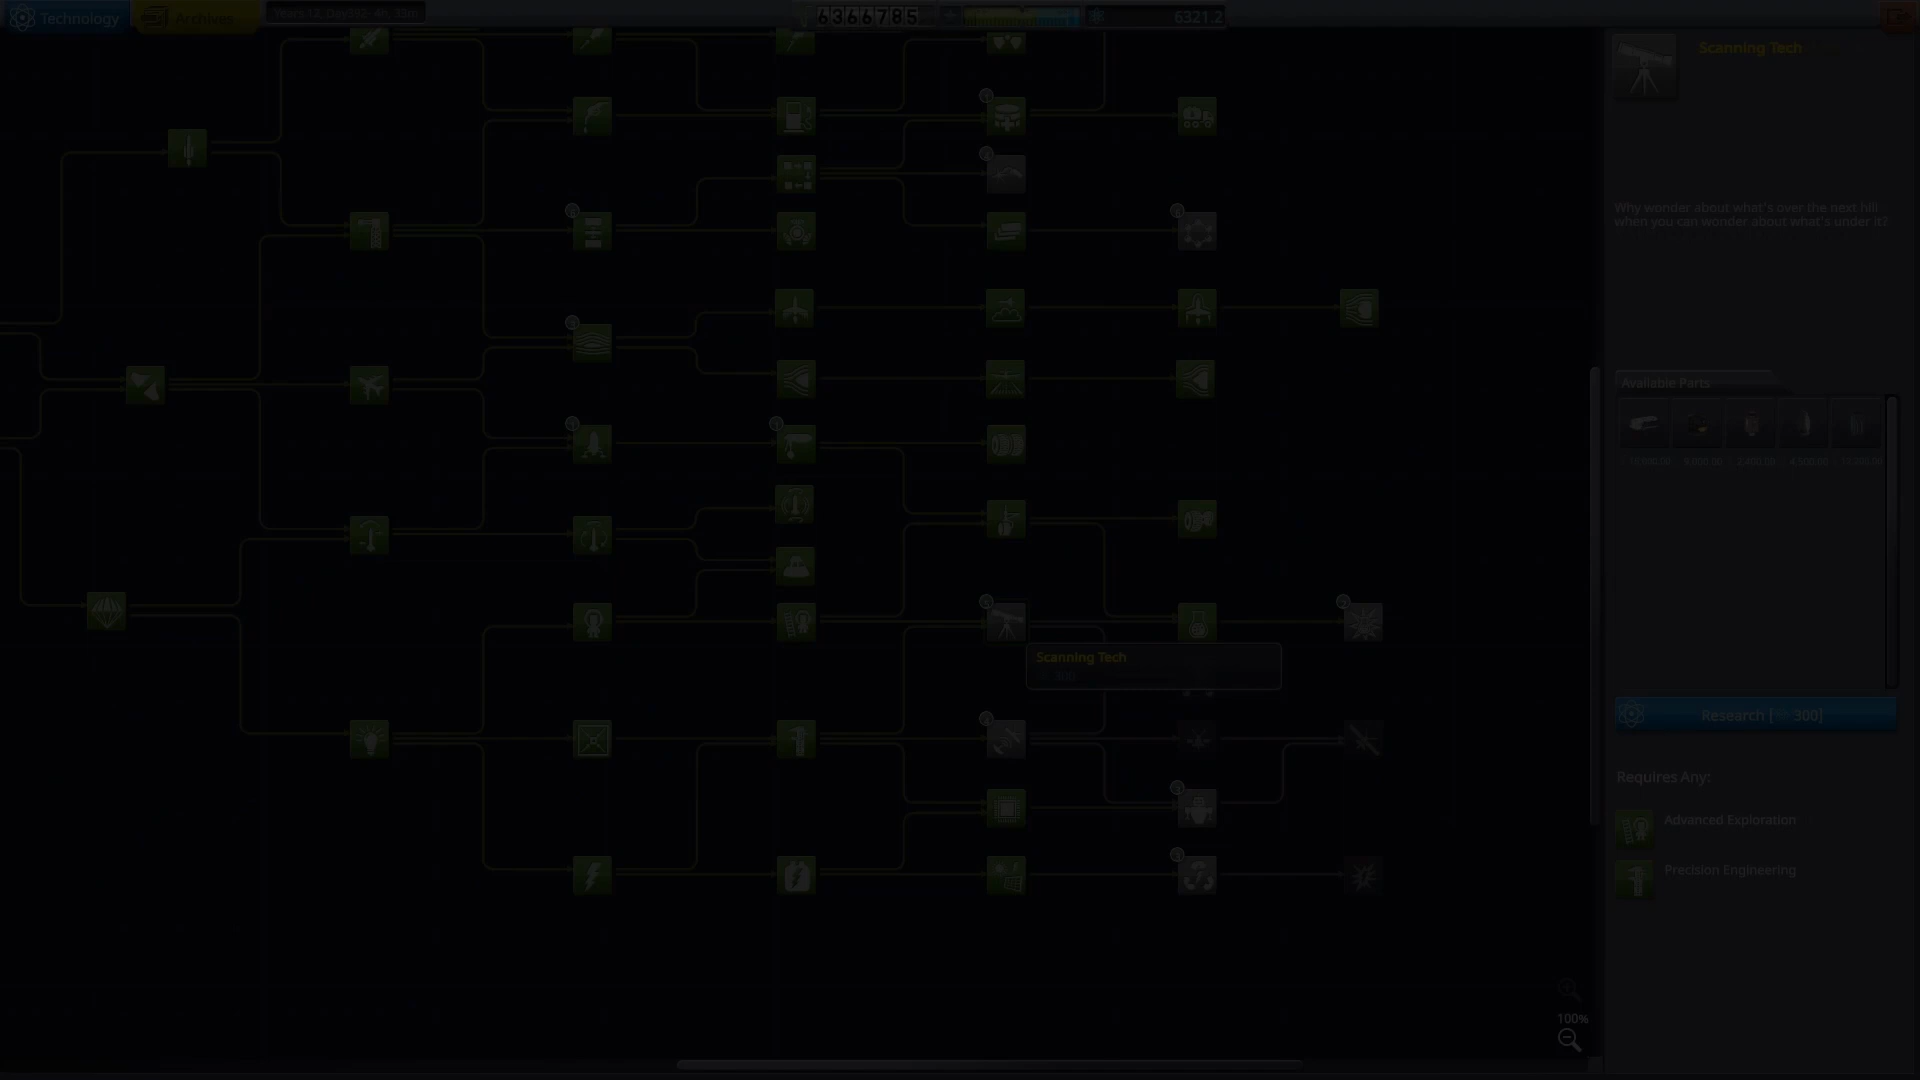 Technology
Archives
6366785
6321.2
Scanning Tech
Why wonder about what's over the next hill
when you can wonder about what's under it?
Available Parts
Scanning Tech
Research [ 300]
Requires Any:
Advanced Exploration
Precision Engineering
100%